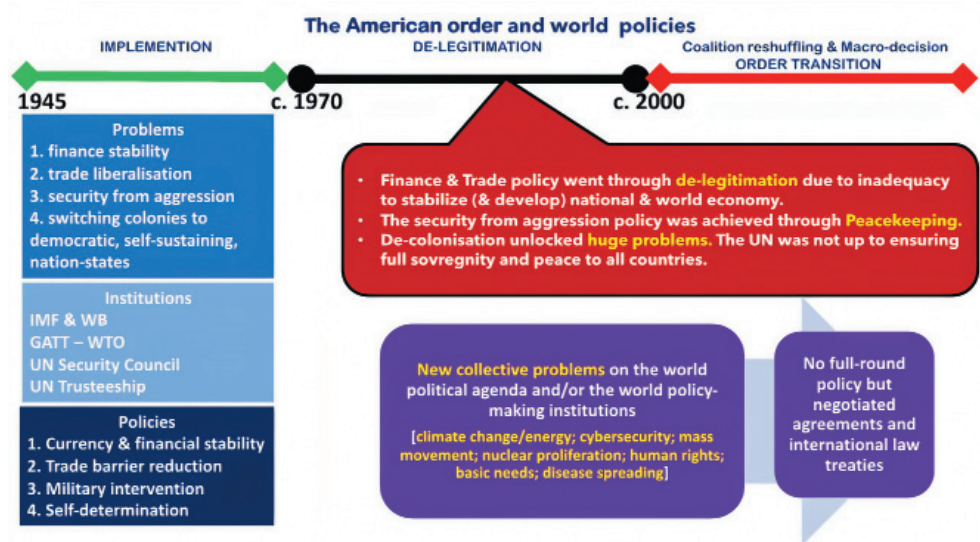 The American order and world policies
IMPLEMENTION
DE-LEGITIMATION
Coalition reshuffling & Macro-decision
ORDER TRANSITION
1945
c. 1970
c. 2000
Problems
1. finance stability
2. trade liberalisation
3. security from aggression
4. switching colonies to
democratic, self-sustaining,
nation-states
Institutions
IMF & WB
GATT – WTO
UN Security Council
UN Trusteeship
Policies
1. Currency & financial stability
2. Trade barrier reduction
3. Military intervention
4. Self-determination
• Finance & Trade policy went through de-legitimation due to inadequacy
to stabilize (& develop) national & world economy.
• The security from aggression policy was achieved through Peacekeeping.
• De-colonisation unlocked huge problems. The UN was not up to ensuring
full sovregnity and peace to all countries.
New collective problems on the world
political agenda and/or the world policy-
making institutions
[climate change/energy; cybersecurity; mass
movement; nuclear proliferation; human rights;
basic needs; disease spreading]
No full-round
policy but
negotiated
agreements and
international law
treaties